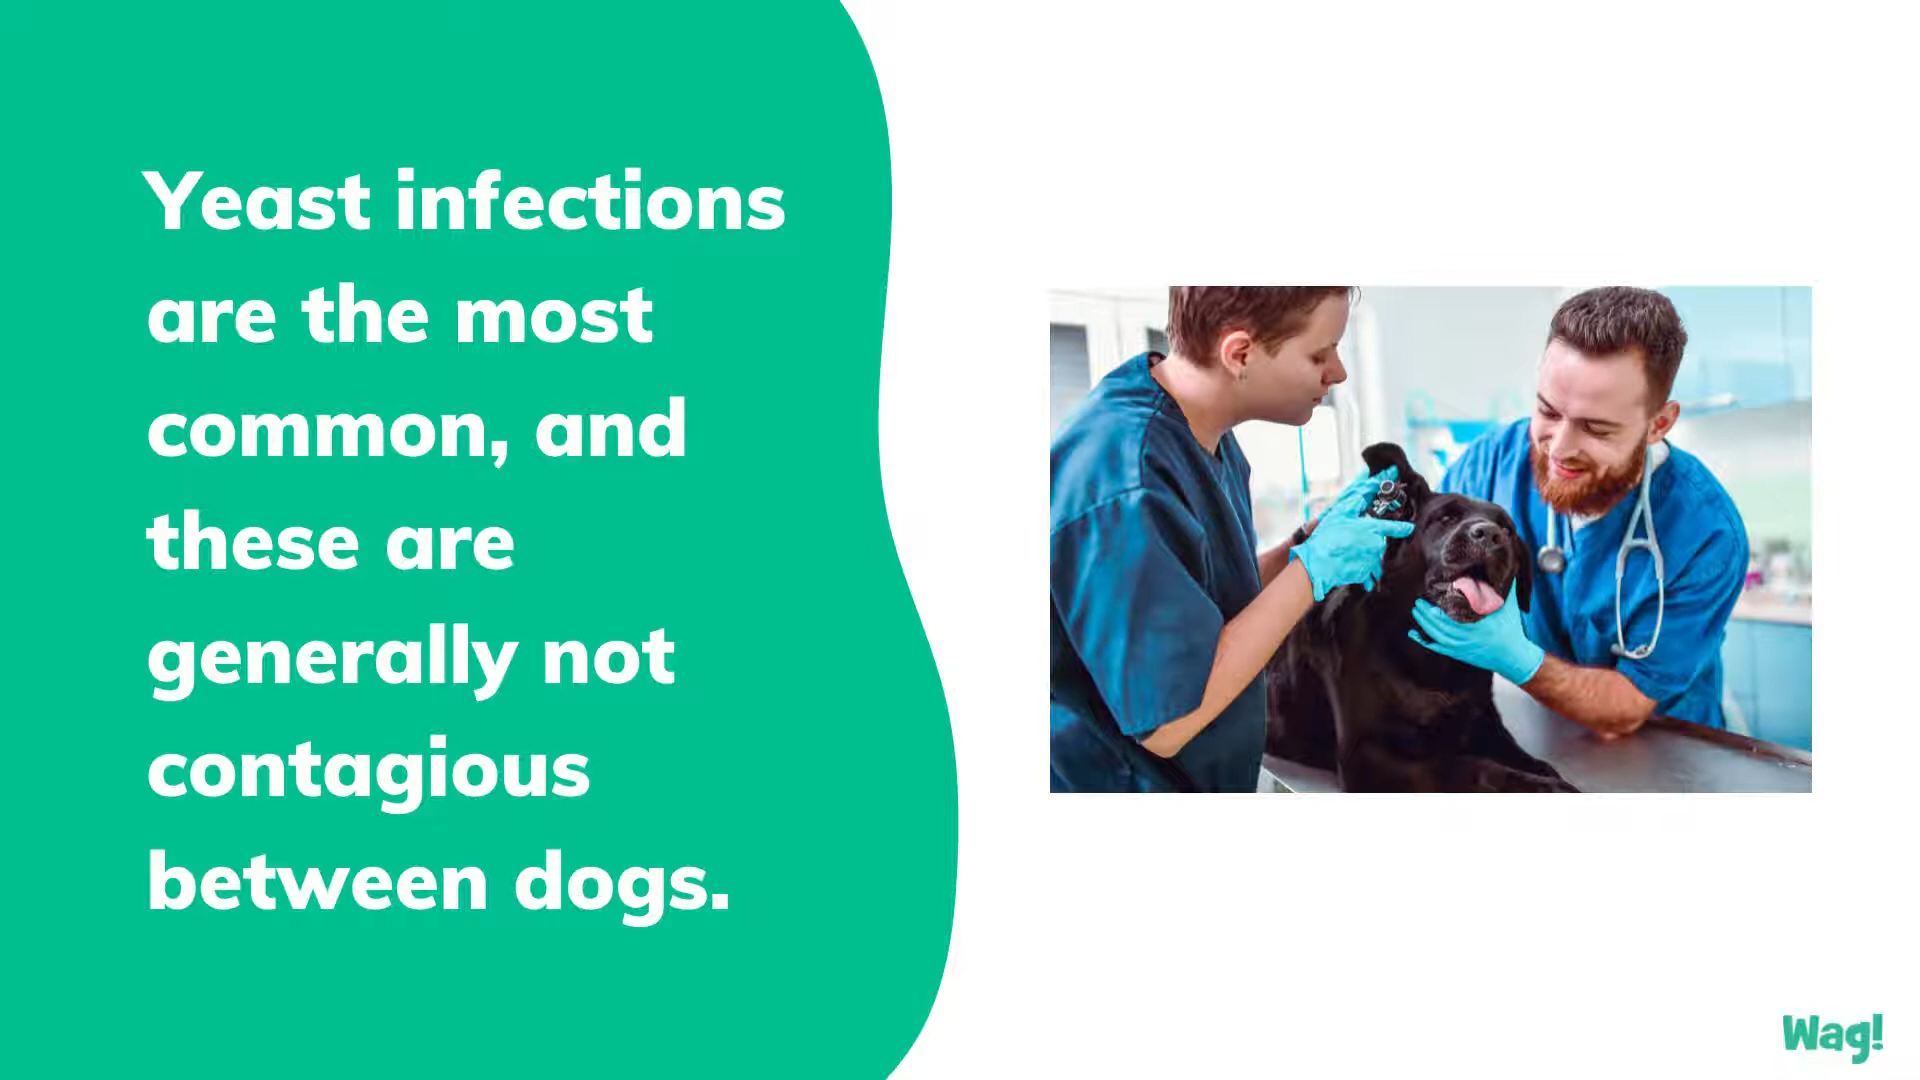 Yeast infections
are the most
common, and
these are
generally not
contagious
between dogs.
Wag!